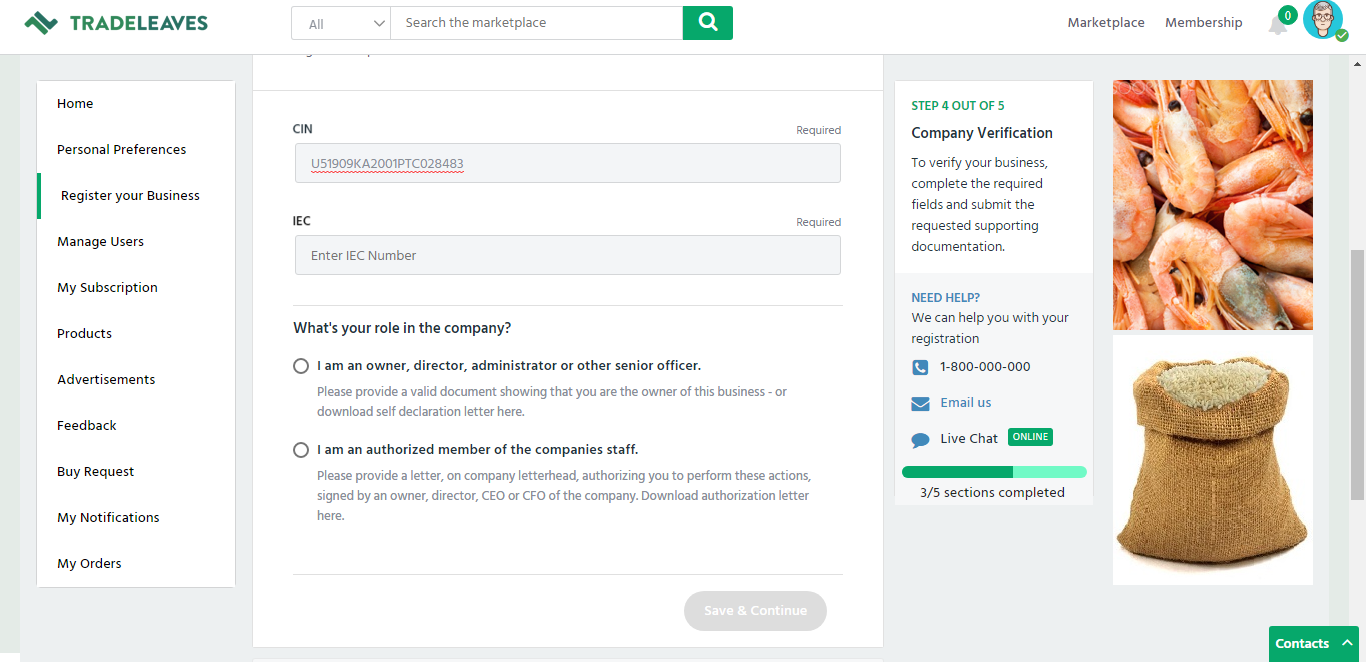 TRADELEAVES
All
Search the marketplace
Marketplace
Membership
0
Home
Personal Preferences
Register your Business
Manage Users
My Subscription
Products
Advertisements
Feedback
Buy Request
My Notifications
My Orders
CIN
Required
U51909KA2001PTC028483
IEC
Required
Enter IEC Number
What's your role in the company?
I am an owner, director, administrator or other senior officer.
Please provide a valid document showing that you are the owner of this business - or
download self declaration letter here.
I am an authorized member of the companies staff.
Please provide a letter, on company letterhead, authorizing you to perform these actions,
signed by an owner, director, CEO or CFO of the company. Download authorization letter
here.
Save & Continue
STEP 4 OUT OF 5
Company Verification
To verify your business,
complete the required
fields and submit the
requested supporting
documentation.
NEED HELP?
We can help you with your
registration
1-800-000-000
Email us
Live Chat
ONLINE
3/5 sections completed
Contacts